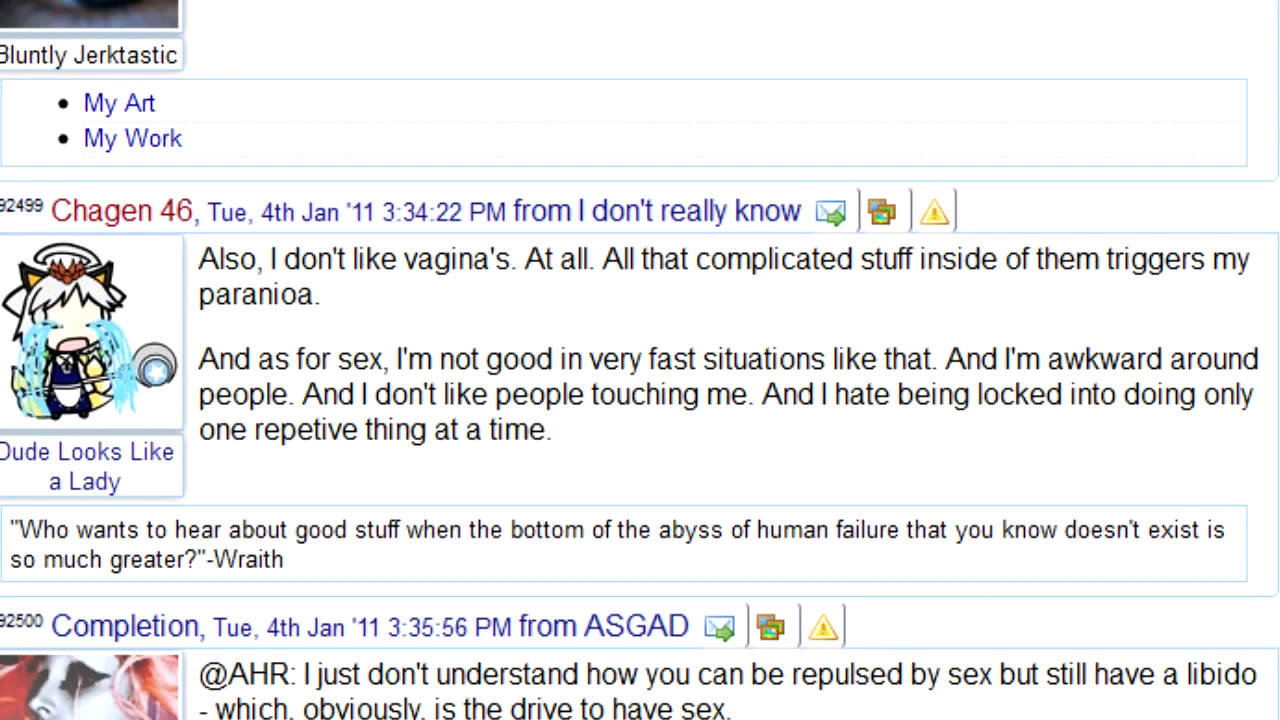 Bluntly Jerktastic
My Art
My Work
92499 Chagen 46, Tue, 4th Jan '11 3:34:22 PM from I don't really know
Also, I don't like vagina's. At all. All that complicated stuff inside of them triggers my
paranioa.
And as for sex, I'm not good in very fast situations like that. And I'm awkward around
people. And I don't like people touching me. And I hate being locked into doing only
one repetive thing at a time.
Dude Looks Like
a Lady
"Who wants to hear about good stuff when the bottom of the abyss of human failure that you know doesn't exist is
so much greater?"-Wraith
92500 Completion, Tue, 4th Jan '11 3:35:56 PM from ASGAD
@AHR: I just don't understand how you can be repulsed by sex but still have a libido
- which, obviously, is the drive to have sex.